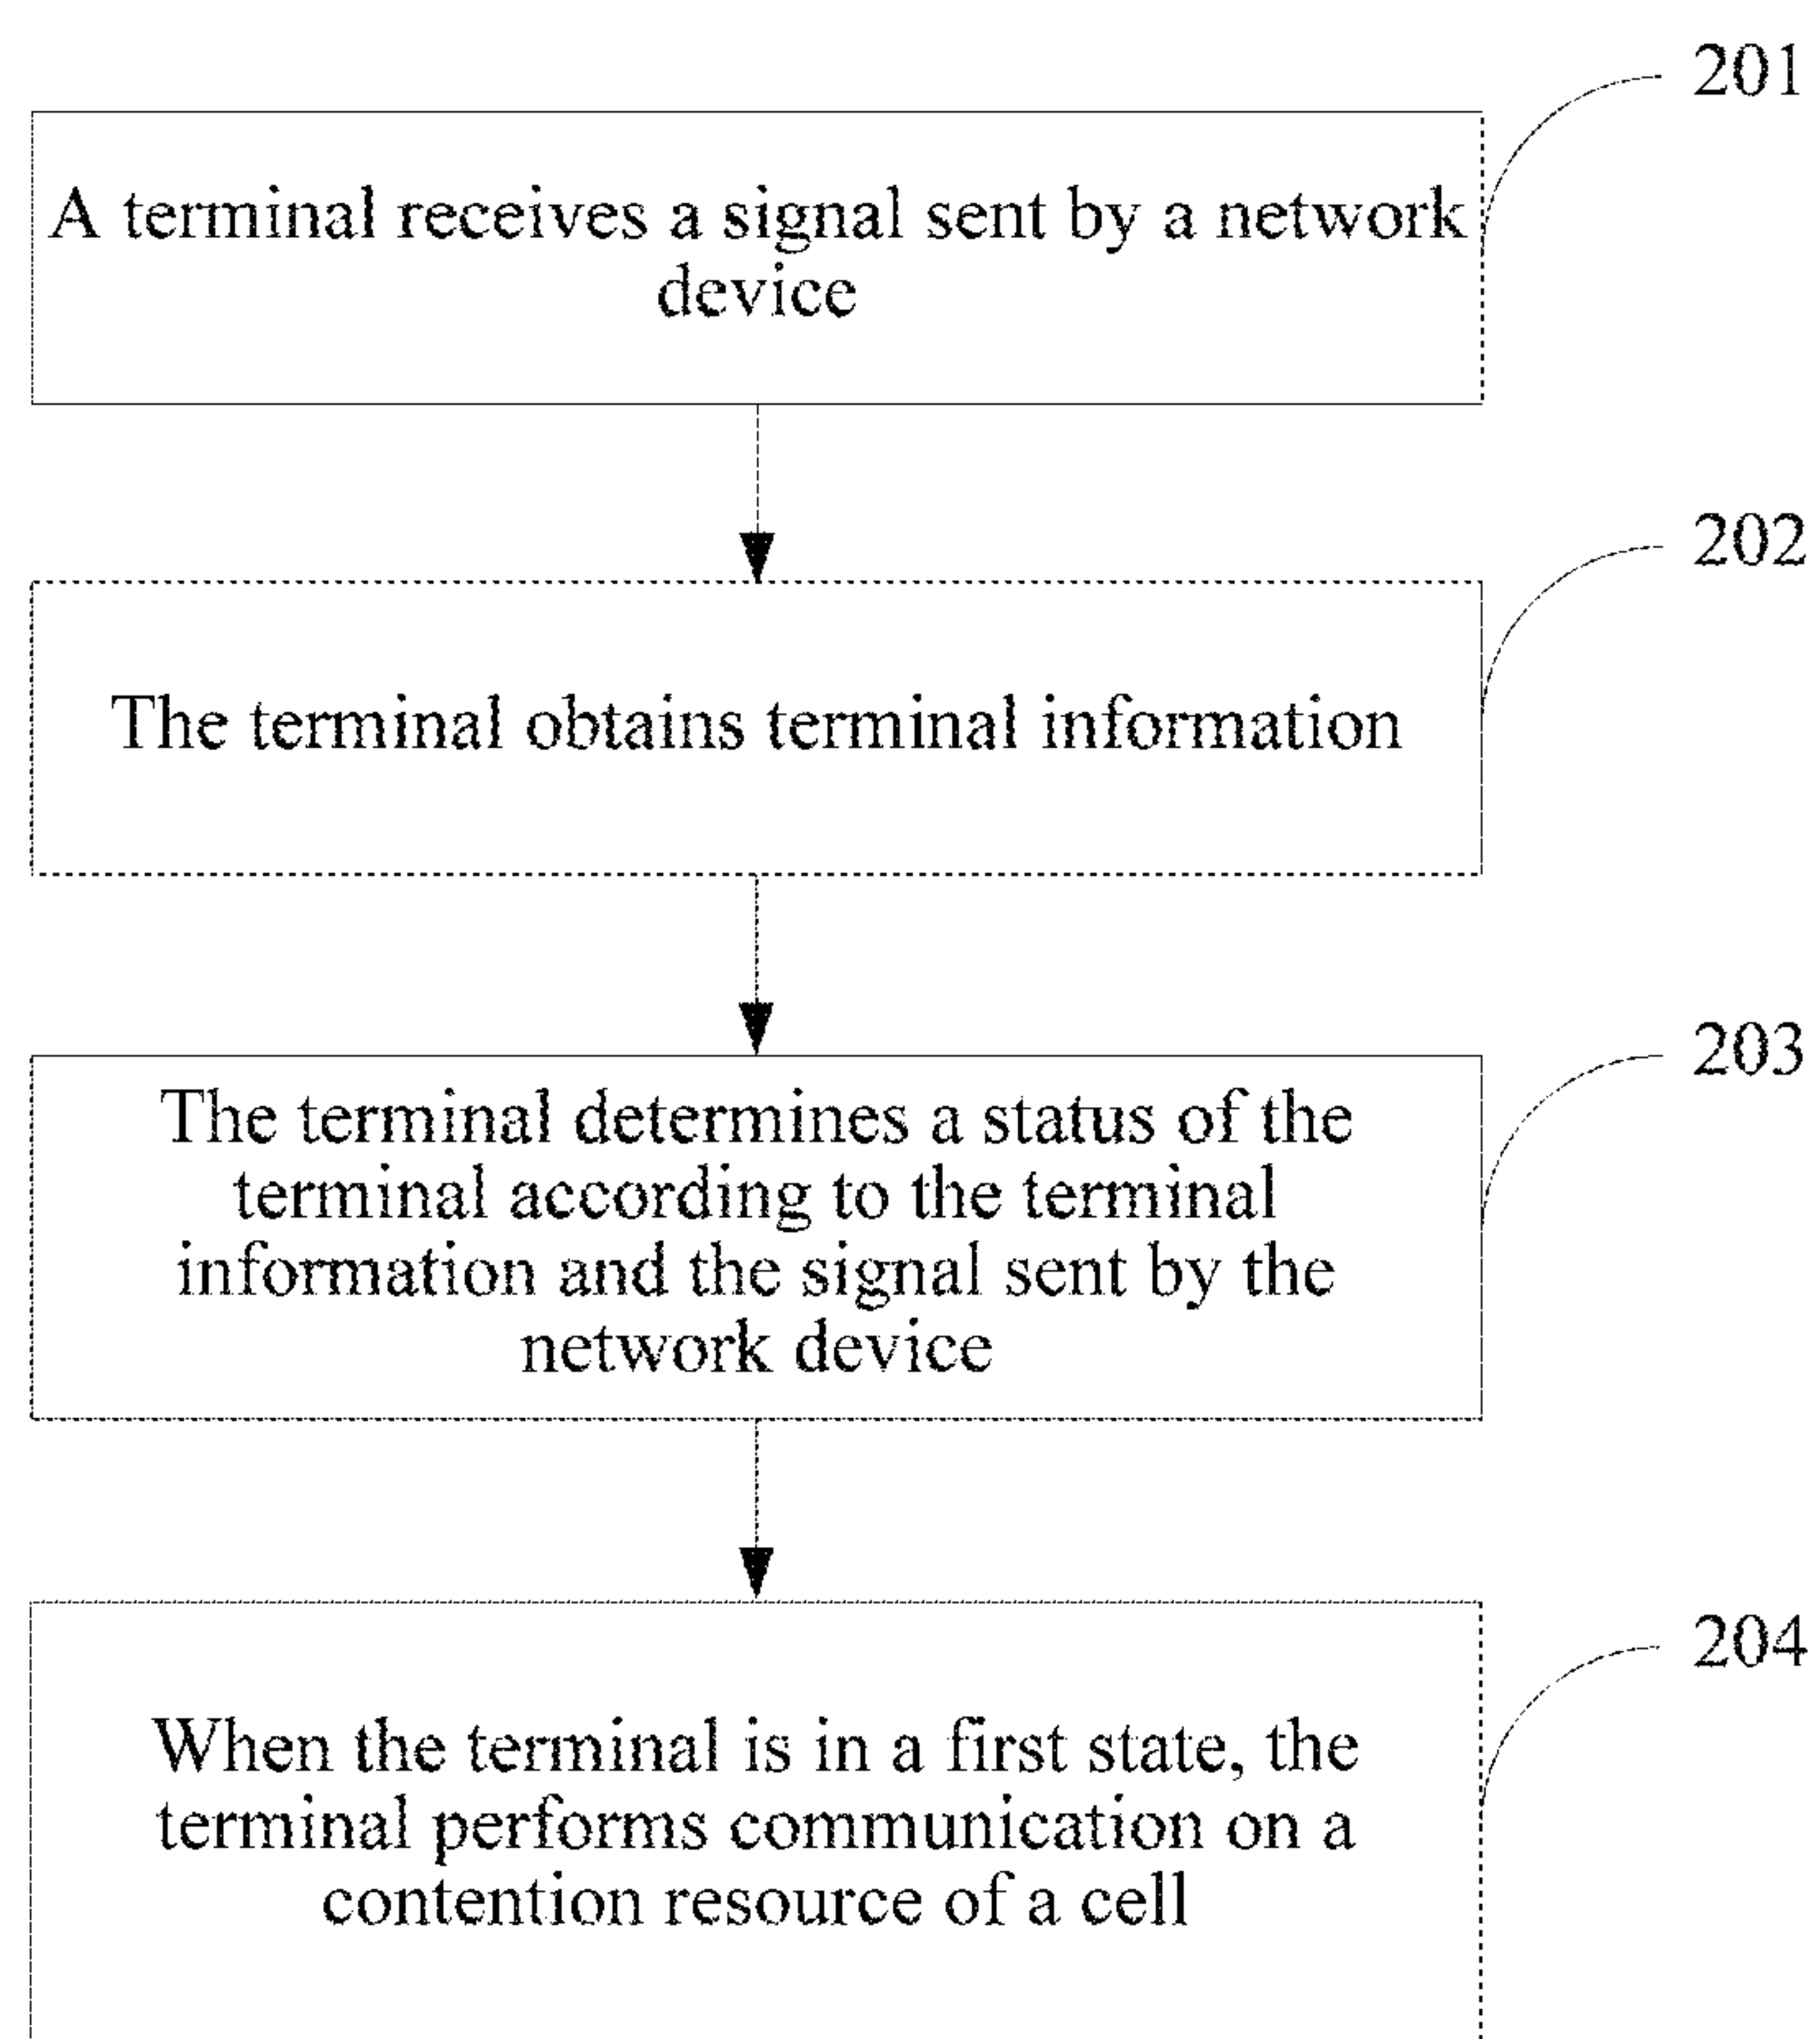 201
A terminal receives a signal sent by a network
device
202
The terminal obtains terminal information
203
The terminal determines a status of the
terminal according to the terminal
information and the signal sent by the
network device
204
When the terminal is in a first state, the
terminal performs communication on a
contention resource of a cell